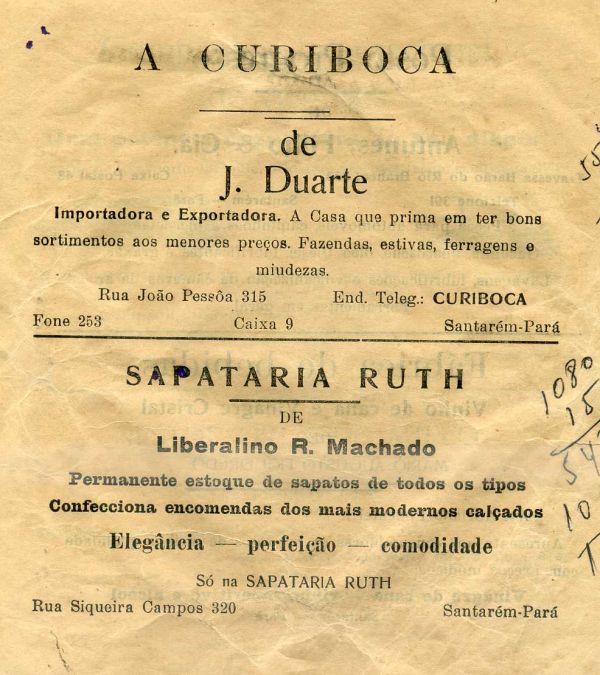 A CURIBOCA
de
J. Duarte
Importadora e Exportadora. A Casa que prima em ter bons
sortimentos aos menores preços. Fazendas, estivas, ferragens e
miudezas.
Rua João Pessôa 315 End. Teleg.: CURIBOCA
Fone 253 Caixa 9 Santarém-Pará
SAPATARIA RUTH
DE
Liberalino R. Machado
Permanente estoque de sapatos de todos os tipos
Confecciona encomendas dos mais modernos calçados
Elegância — perfeição — comodidade
Só na SAPATARIA RUTH
Rua Siqueira Campos 320 Santarém-Pará
1080
15